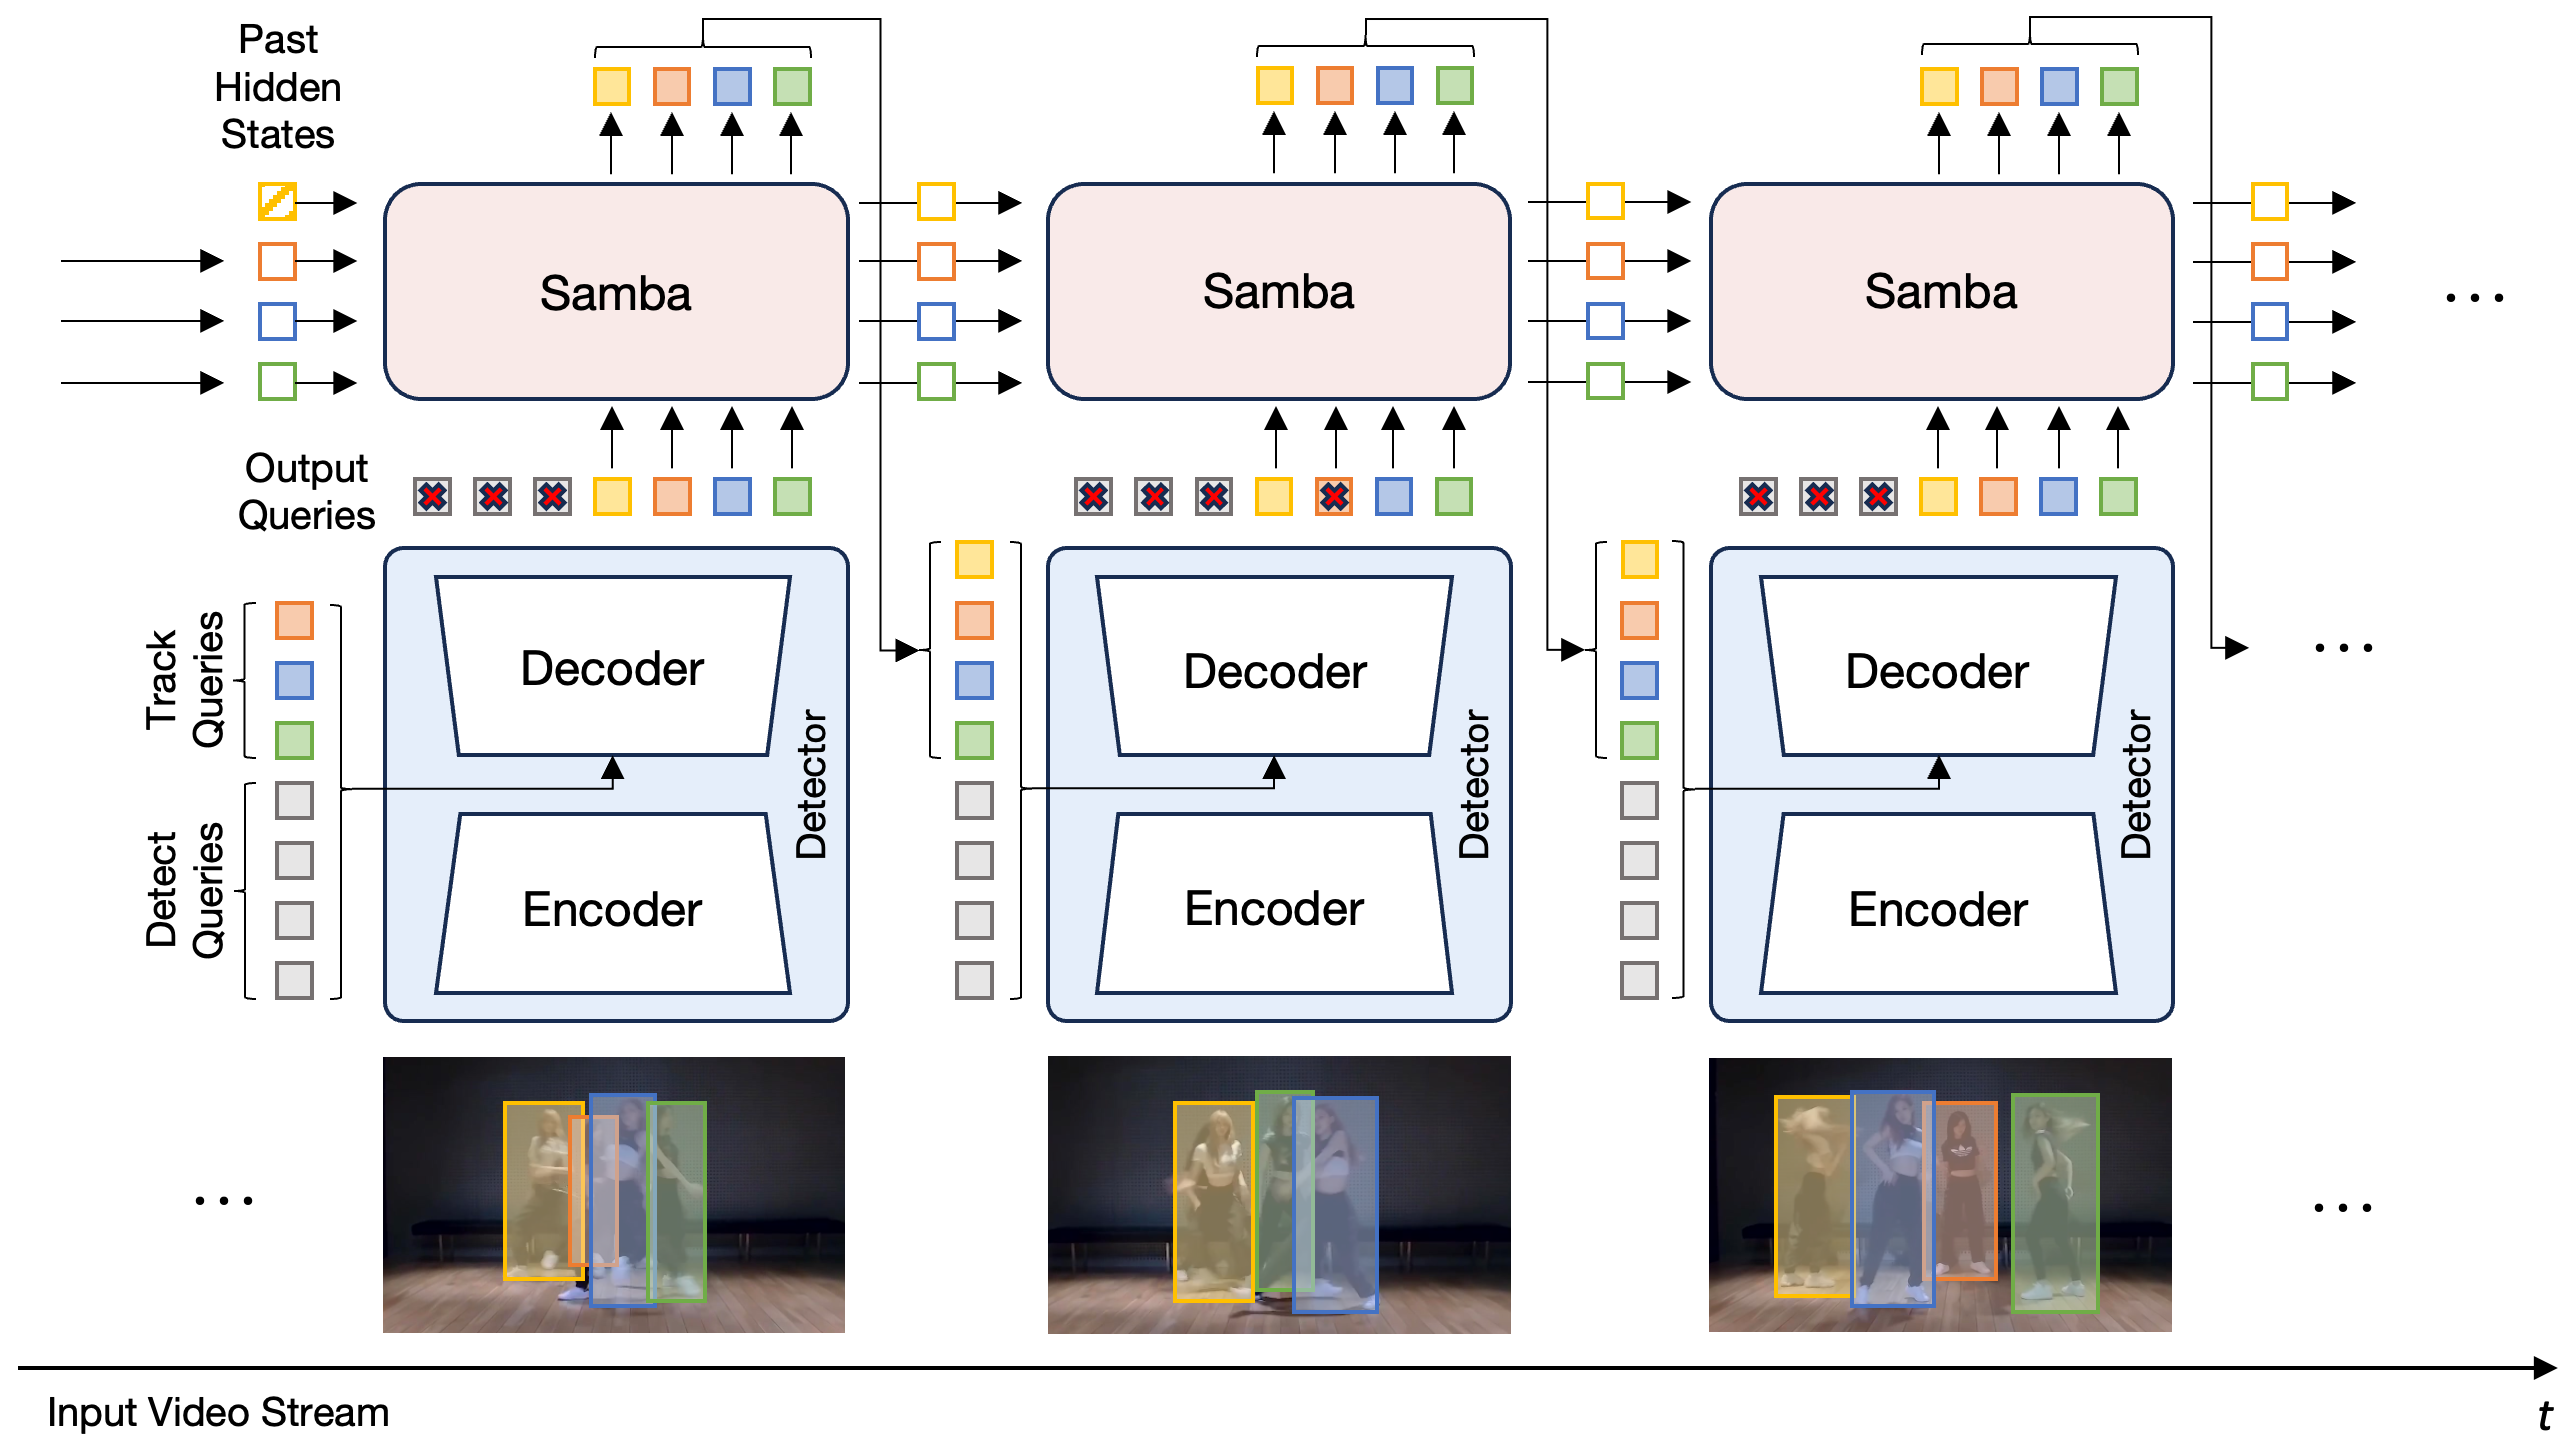 Past
Hidden
States
Samba
Samba
Samba
...
Output
Queries
Track
Queries
Detect
Queries
Decoder
Encoder
Detector
Decoder
Encoder
Detector
Decoder
Encoder
Detector
...
...
...
Input Video Stream
t